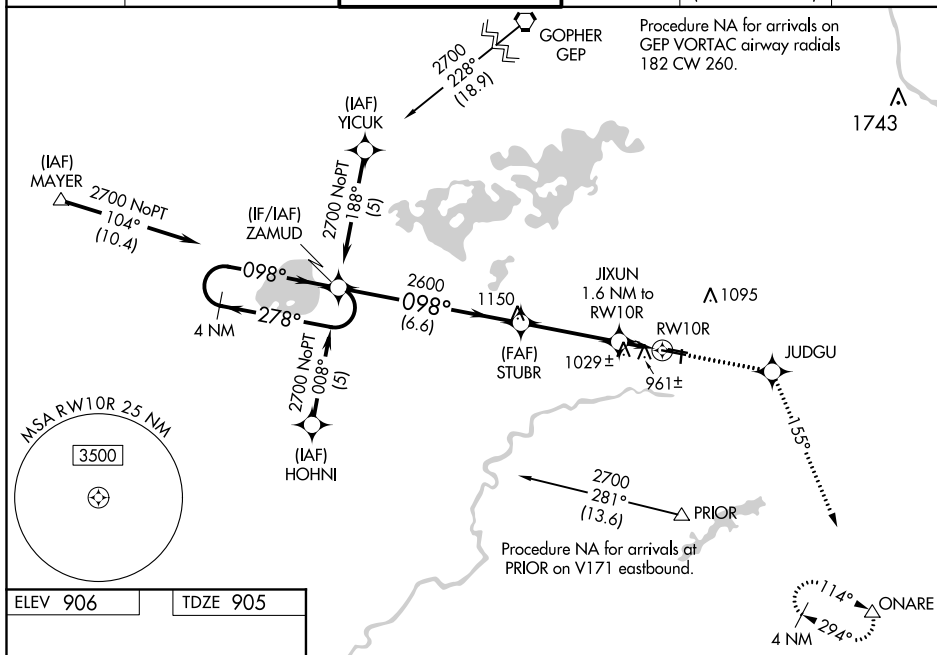 GOPHER
GEP
Procedure NA for arrivals on
GEP VORTAC airway radials
182 CW 260.
2700
228°
(18.9)
1743
(IAF)
YICUK
(IAF)
MAYER
2700 NoPT
104°
(10.4)
2700 NoPT
188°
(5)
(IF/IAF)
ZAMUD
098°
278°
4 NM
2600
098°
(6.6)
1150
(FAF)
STUBR
JIXUN
1.6 NM to
RW10R
1095
RW10R
1029±
961±
JUDGU
155°
2700 NoPT
008°
(5)
(IAF)
HOHNI
MSA RW10R 25 NM
3500
2700
281°
(13.6)
PRIOR
Procedure NA for arrivals at
PRIOR on V171 eastbound.
114°
294°
4 NM
ONARE
ELEV 906
TDZE 905